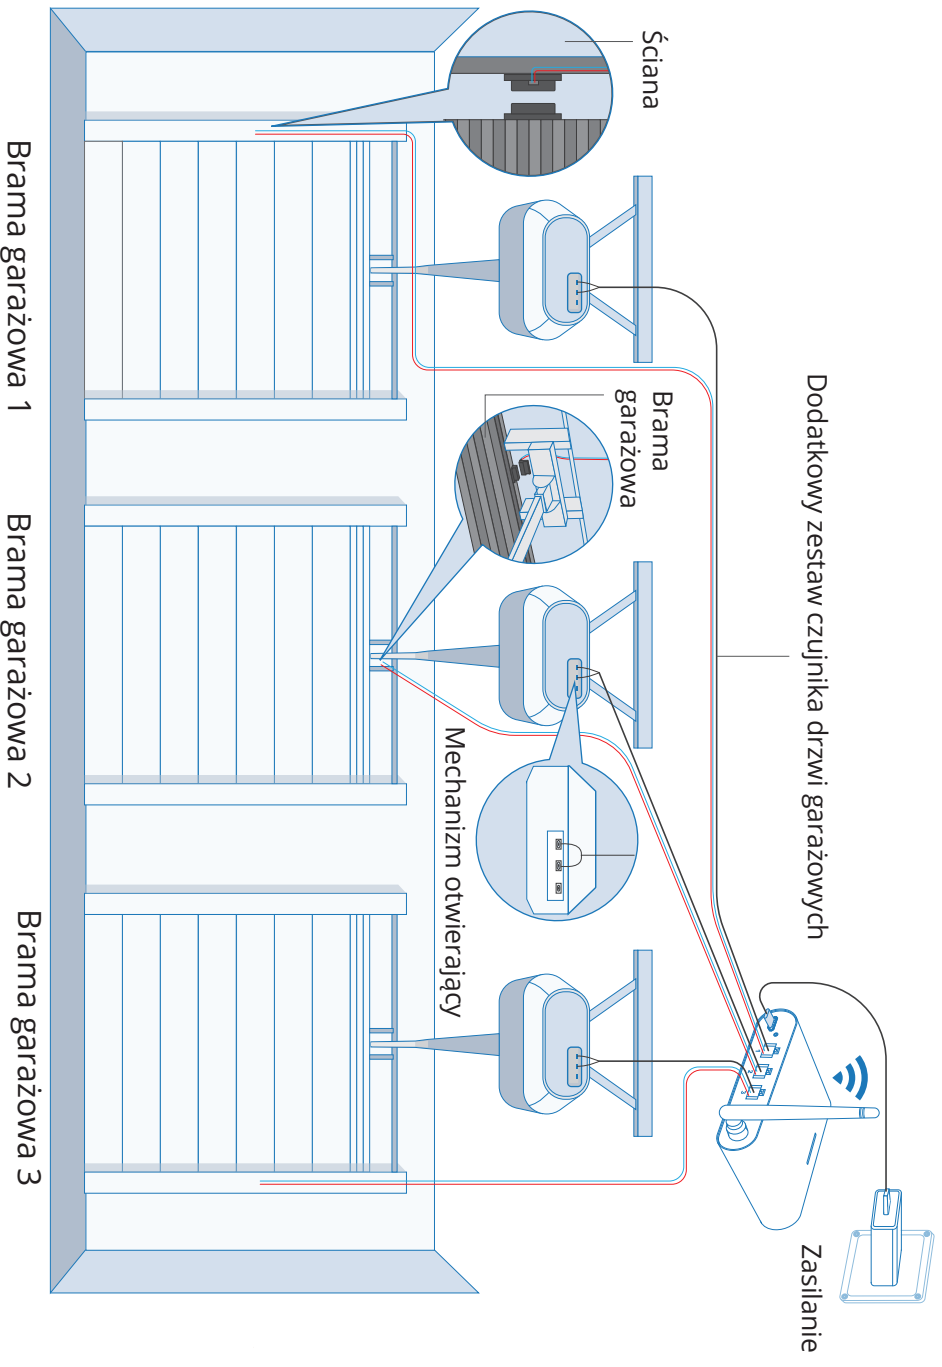 Dodatkowy zestaw czujnika drzwi garażowych
Zasilanie
Ściana
Brama
garażowa
Mechanizm otwierający
Brama garażowa 1
Brama garażowa 2
Brama garażowa 3